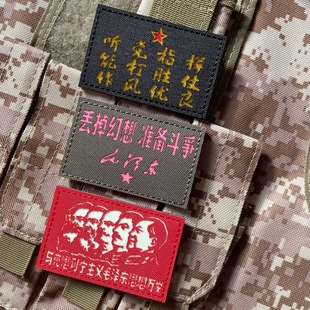 听党指挥
能打胜仗
作风优良
丢掉幻想 准备斗争
毛泽东
马克思列宁主义毛泽东思想万岁